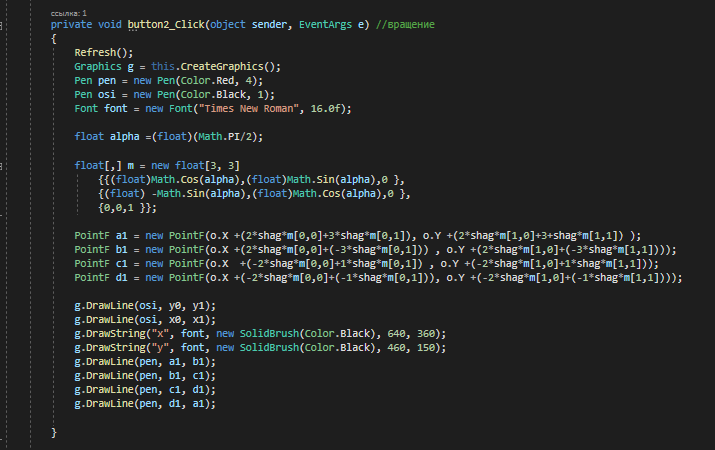 ссылка: 1
private void button2_Click(object sender, EventArgs e) //вращение
{
Refresh();
Graphics g = this.CreateGraphics();
Pen pen = new Pen(Color.Red, 4);
Pen osi = new Pen(Color.Black, 1);
Font font = new Font("Times New Roman", 16.0f);
float alpha =(float)(Math.PI/2);
float[,] m = new float[3, 3]
{{(float)Math.Cos(alpha),(float)Math.Sin(alpha),0 },
{(float) -Math.Sin(alpha),(float)Math.Cos(alpha),0 },
{0,0,1 }};
PointF a1 = new PointF(o.X +(2*shag*m[0,0]+3*shag*m[0,1]), o.Y +(2*shag*m[1,0]+3+shag*m[1,1]) );
PointF b1 = new PointF(o.X +(2*shag*m[0,0]+(-3*shag*m[0,1])) , o.Y +(2*shag*m[1,0]+(-3*shag*m[1,1])));
PointF c1 = new PointF(o.X  +(-2*shag*m[0,0]+1*shag*m[0,1]) , o.Y +(-2*shag*m[1,0]+1*shag*m[1,1]));
PointF d1 = new PointF(o.X +(-2*shag*m[0,0]+(-1*shag*m[0,1])), o.Y +(-2*shag*m[1,0]+(-1*shag*m[1,1])));
g.DrawLine(osi, y0, y1);
g.DrawLine(osi, x0, x1);
g.DrawString("x", font, new SolidBrush(Color.Black), 640, 360);
g.DrawString("y", font, new SolidBrush(Color.Black), 460, 150);
g.DrawLine(pen, a1, b1);
g.DrawLine(pen, b1, c1);
g.DrawLine(pen, c1, d1);
g.DrawLine(pen, d1, a1);
}